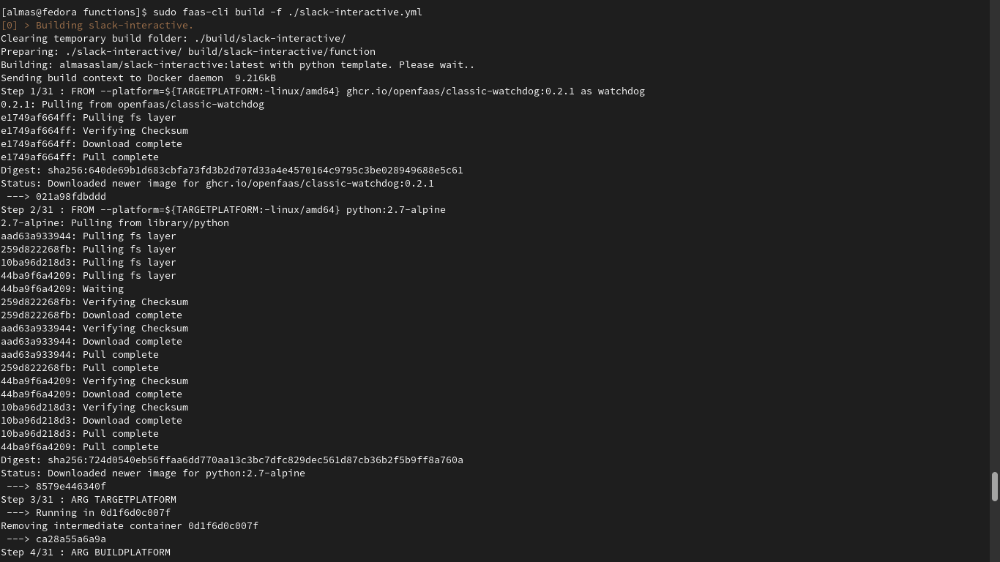 [almas@fedora functions]$ sudo faas-cli build -f ./slack-interactive.yml
[0] > Building slack-interactive.
Clearing temporary build folder: ./build/slack-interactive/
Preparing: ./slack-interactive/ build/slack-interactive/function
Building: almasaslam/slack-interactive:latest with python template. Please wait..
Sending build context to Docker daemon  9.216kB
Step 1/31 : FROM --platform=${TARGETPLATFORM:-linux/amd64} ghcr.io/openfaas/classic-watchdog:0.2.1 as watchdog
0.2.1: Pulling from openfaas/classic-watchdog
e1749af664ff: Pulling fs layer
e1749af664ff: Verifying Checksum
e1749af664ff: Download complete
e1749af664ff: Pull complete
Digest: sha256:640de69b1d683cbfa73fd3b2d707d33a4e4570164c9795c3be028949688e5c61
Status: Downloaded newer image for ghcr.io/openfaas/classic-watchdog:0.2.1
 ---> 021a98fdbddd
Step 2/31 : FROM --platform=${TARGETPLATFORM:-linux/amd64} python:2.7-alpine
2.7-alpine: Pulling from library/python
aad63a933944: Pulling fs layer
259d822268fb: Pulling fs layer
10ba96d218d3: Pulling fs layer
44ba9f6a4209: Pulling fs layer
44ba9f6a4209: Waiting
259d822268fb: Verifying Checksum
259d822268fb: Download complete
aad63a933944: Verifying Checksum
aad63a933944: Download complete
aad63a933944: Pull complete
259d822268fb: Pull complete
44ba9f6a4209: Verifying Checksum
44ba9f6a4209: Download complete
10ba96d218d3: Verifying Checksum
10ba96d218d3: Download complete
10ba96d218d3: Pull complete
44ba9f6a4209: Pull complete
Digest: sha256:724d0540eb56ffaa6dd770aa13c3bc7dfc829dec561d87cb36b2f5b9ff8a760a
Status: Downloaded newer image for python:2.7-alpine
 ---> 8579e446340f
Step 3/31 : ARG TARGETPLATFORM
 ---> Running in 0d1f6d0c007f
Removing intermediate container 0d1f6d0c007f
 ---> ca28a55a6a9a
Step 4/31 : ARG BUILDPLATFORM